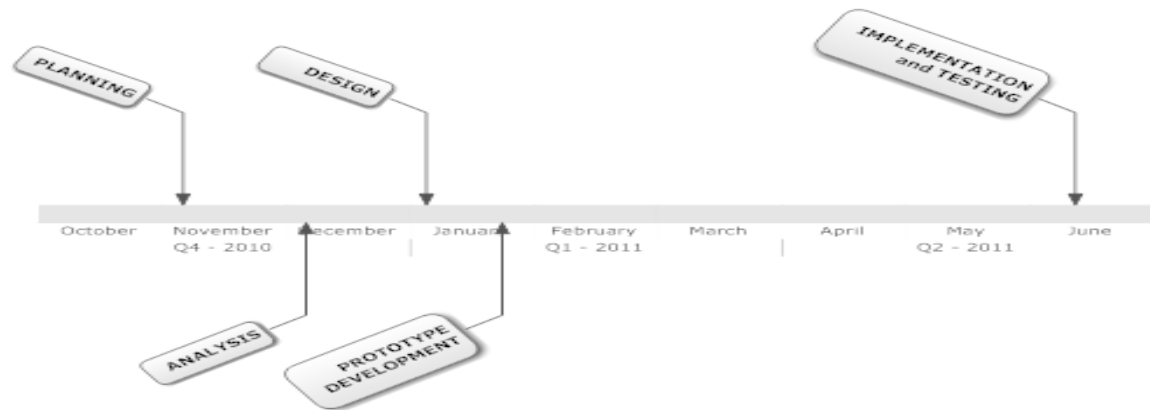 PLANNING
DESIGN
IMPLEMENTATION
and TESTING
October November December January February March April May June
Q4 - 2010 Q1 - 2011 Q2 - 2011
ANALYSIS
PROTOTYPE
DEVELOPMENT